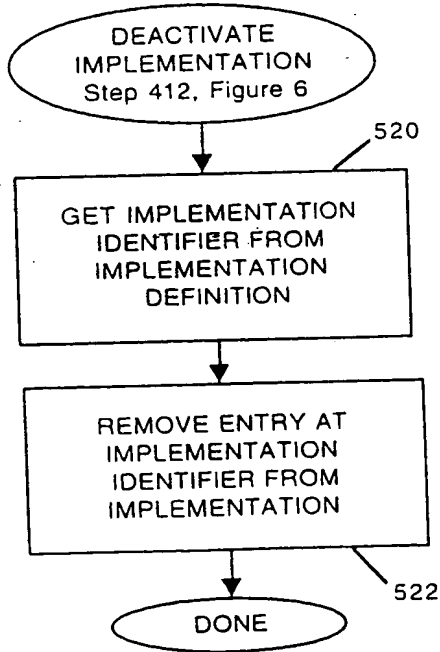 DEACTIVATE
IMPLEMENTATION
Step 412, Figure 6
520
GET IMPLEMENTATION
IDENTIFIER FROM
IMPLEMENTATION
DEFINITION
REMOVE ENTRY AT
IMPLEMENTATION
IDENTIFIER FROM
IMPLEMENTATION
522
DONE